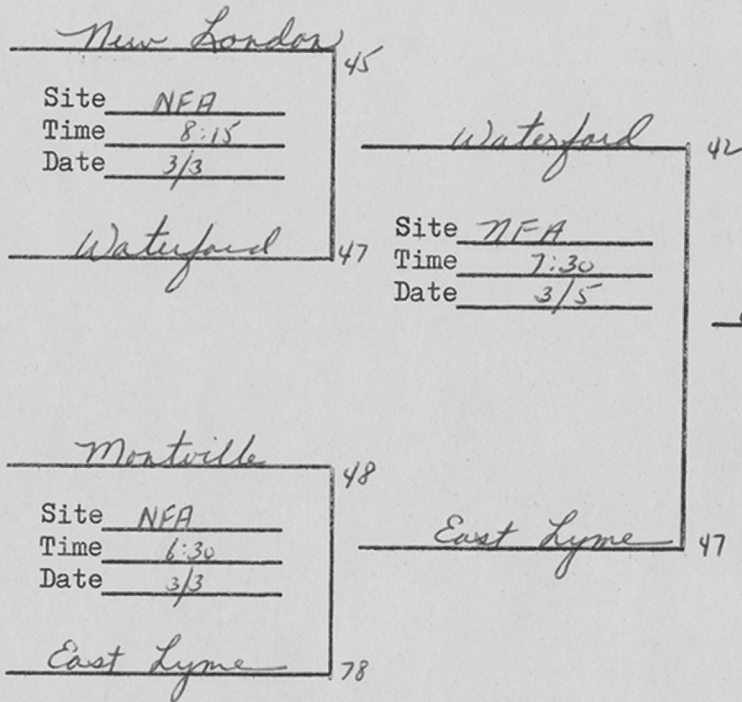 New London
45
Site NFA
Time 8:15
Date 3/3
Waterford
47
Montville
48
Site NFA
Time 6:30
Date 3/3
East Lyme
78
Waterford
42
Site NFA
Time 7:30
Date 3/5
East Lyme
47